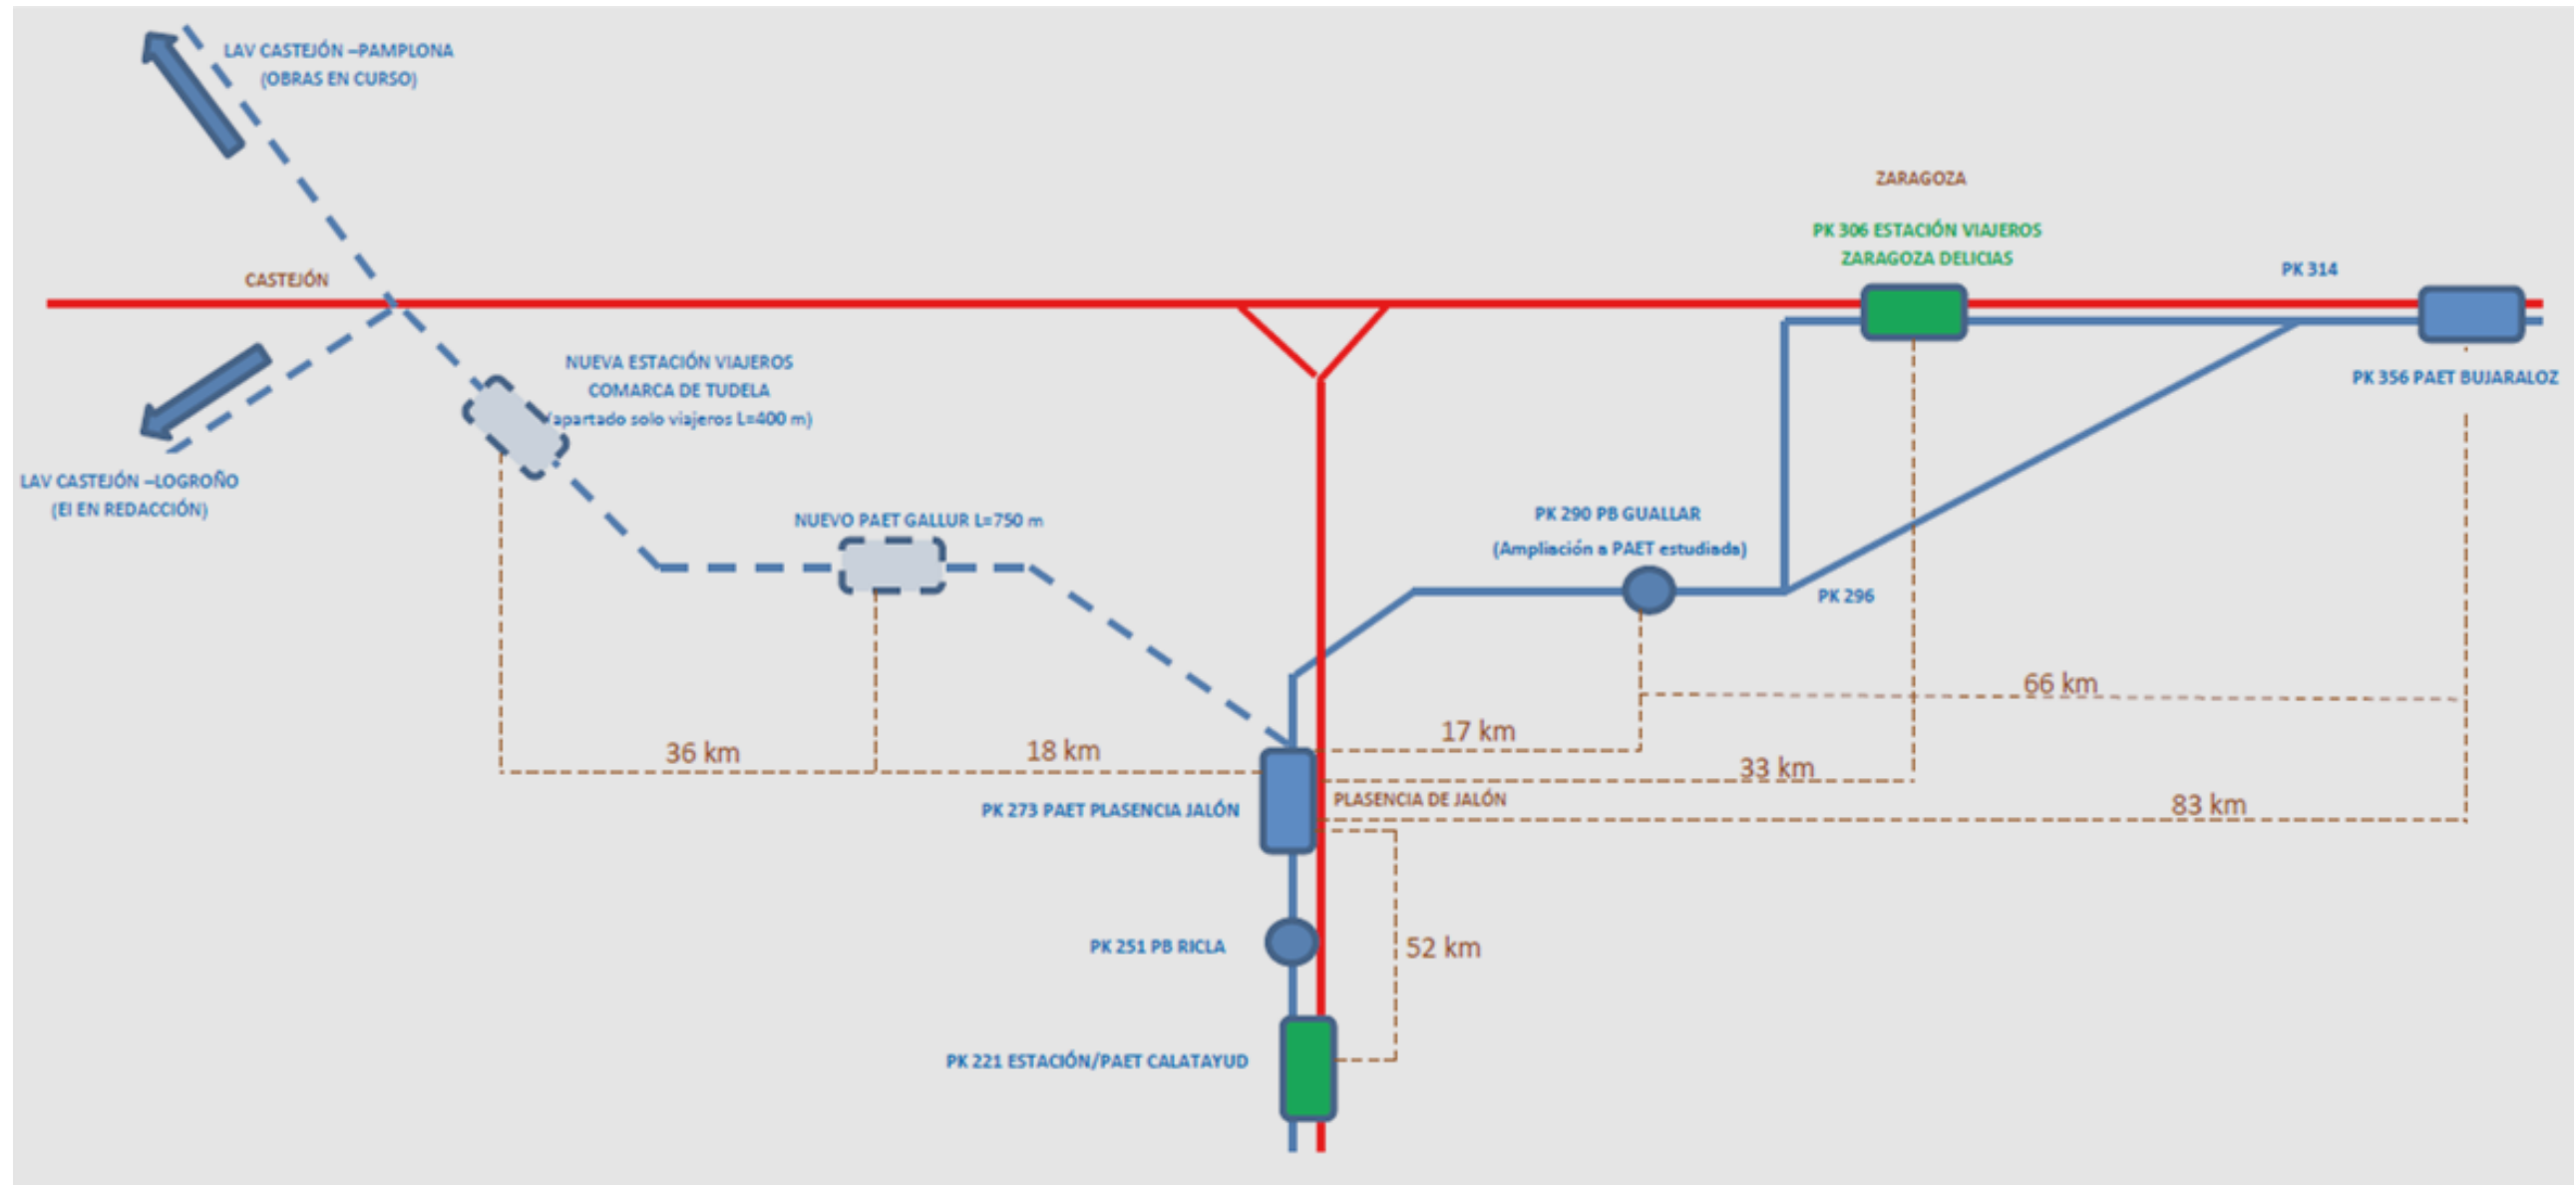 LAV CASTEJÓN –PAMPLONA
(OBRAS EN CURSO)
ZARAGOZA
PK 306 ESTACIÓN VIAJEROS
ZARAGOZA DELICIAS
PK 314
CASTEJÓN
NUEVA ESTACIÓN VIAJEROS
COMARCA DE TUDELA
(apartado solo viajeros L=400 m)
PK 356 PAET BUJARALOZ
LAV CASTEJÓN –LOGROÑO
(EI EN REDACCIÓN)
NUEVO PAET GALLUR L=750 m
PK 290 PB GUALLAR
(Ampliación a PAET estudiada)
PK 296
66 km
17 km
36 km
18 km
33 km
PLASENCIA DE JALÓN
83 km
PK 273 PAET PLASENCIA JALÓN
PK 251 PB RICLA
52 km
PK 221 ESTACIÓN/PAET CALATAYUD